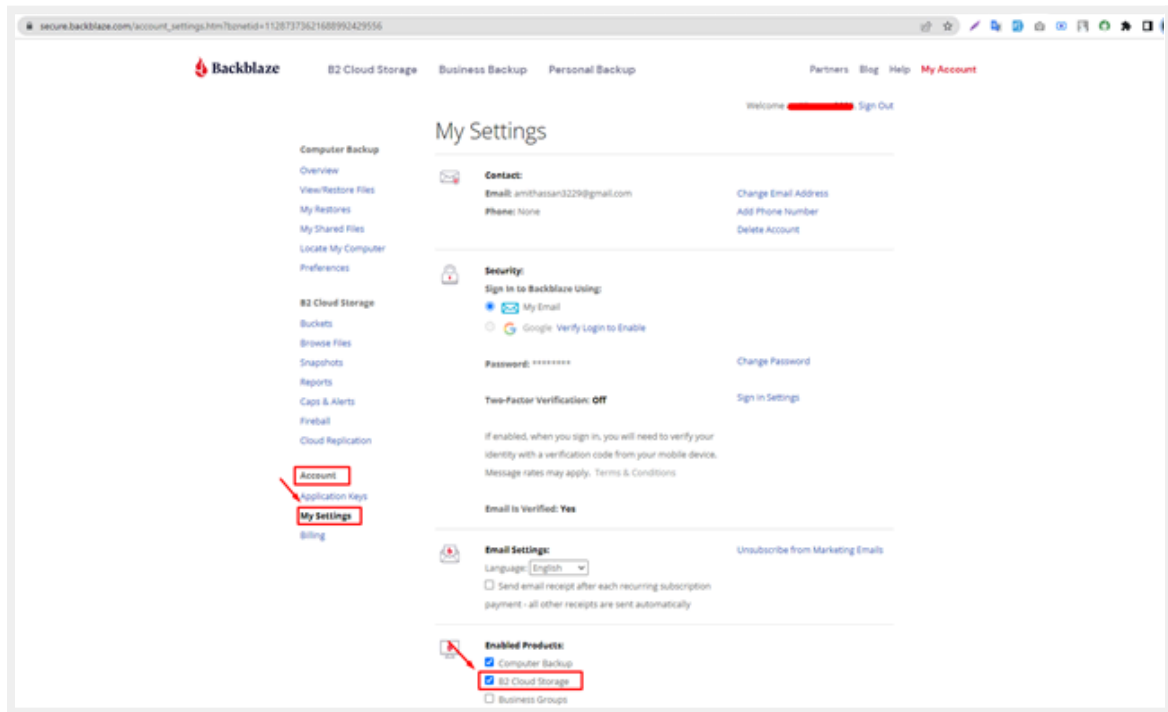 secure.backblaze.com/account_settings.htm?bznetid=11287373621688992429556
Backblaze B2 Cloud Storage Business Backup Personal Backup Partners Blog Help My Account
Welcome Sign Out
My Settings
Computer Backup
Overview
View/Restore Files
My Restores
My Shared Files
Locate My Computer
Preferences
B2 Cloud Storage
Buckets
Browse Files
Snapshots
Reports
Caps & Alerts
Fireball
Cloud Replication
Account
Application Keys
My Settings
Billing
Contact:
Email: amithassan3229@gmail.com Change Email Address
Phone: None Add Phone Number
Delete Account
Security:
Sign In to Backblaze Using:
My Email
Google Verify Login to Enable
Password: ******** Change Password
Two-Factor Verification: Off Sign In Settings
If enabled, when you sign in, you will need to verify your
identity with a verification code from your mobile device.
Message rates may apply. Terms & Conditions
Email Is Verified: Yes
Email Settings: Unsubscribe from Marketing Emails
Language: English
Send email receipt after each recurring subscription
payment - all other receipts are sent automatically
Enabled Products:
Computer Backup
B2 Cloud Storage
Business Groups